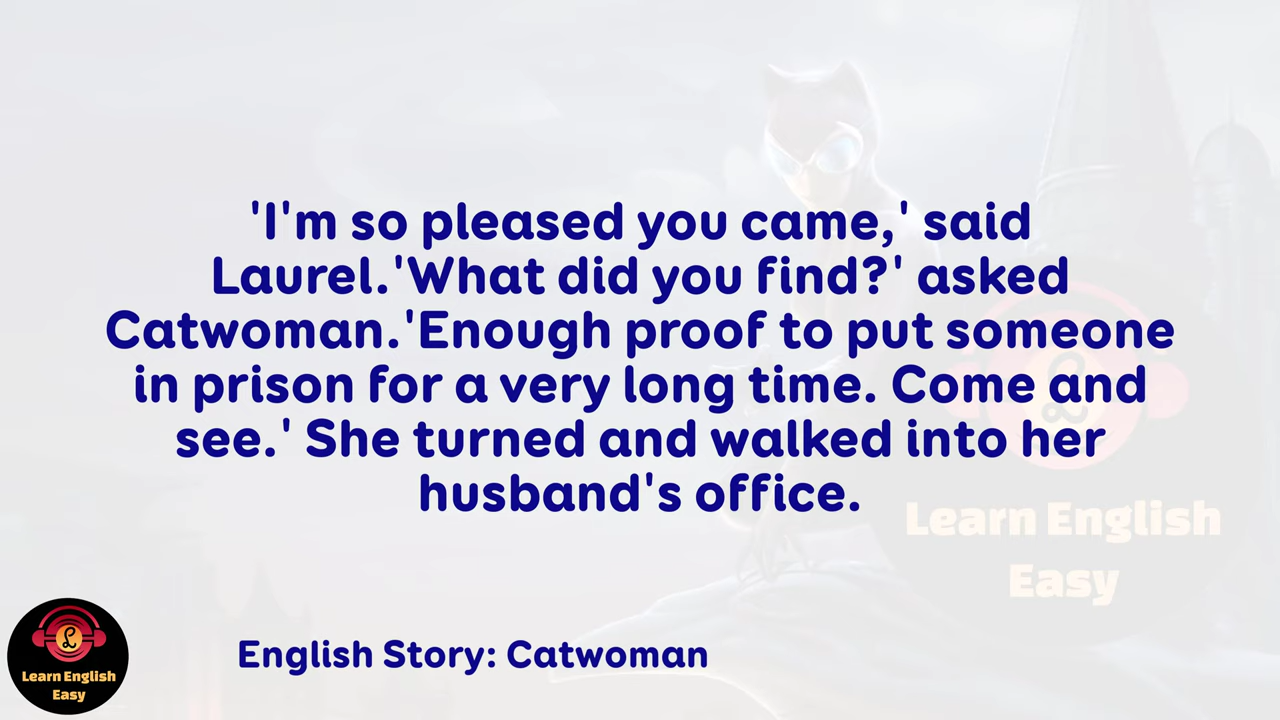 'I'm so pleased you came,' said
Laurel.'What did you find?' asked
Catwoman.'Enough proof to put someone
in prison for a very long time. Come and
see.' She turned and walked into her
husband's office.
Learn English
Easy
English Story: Catwoman
Learn English
Easy